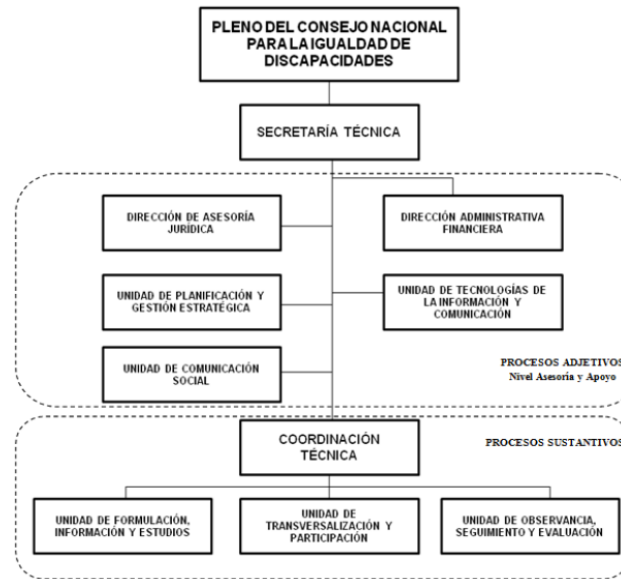 PLENO DEL CONSEJO NACIONAL
PARA LA IGUALDAD DE
DISCAPACIDADES
SECRETARÍA TÉCNICA
DIRECCIÓN DE ASESORÍA
JURÍDICA
DIRECCIÓN ADMINISTRATIVA
FINANCIERA
UNIDAD DE PLANIFICACIÓN Y
GESTIÓN ESTRATÉGICA
UNIDAD DE TECNOLOGÍAS DE
LA INFORMACIÓN Y
COMUNICACIÓN
UNIDAD DE COMUNICACIÓN
SOCIAL
PROCESOS ADJETIVOS
Nivel Asesoría y Apoyo
COORDINACIÓN
TÉCNICA
PROCESOS SUSTANTIVOS
UNIDAD DE FORMULACIÓN,
INFORMACIÓN Y ESTUDIOS
UNIDAD DE
TRANSVERSALIZACIÓN Y
PARTICIPACIÓN
UNIDAD DE OBSERVANCIA,
SEGUIMIENTO Y EVALUACIÓN